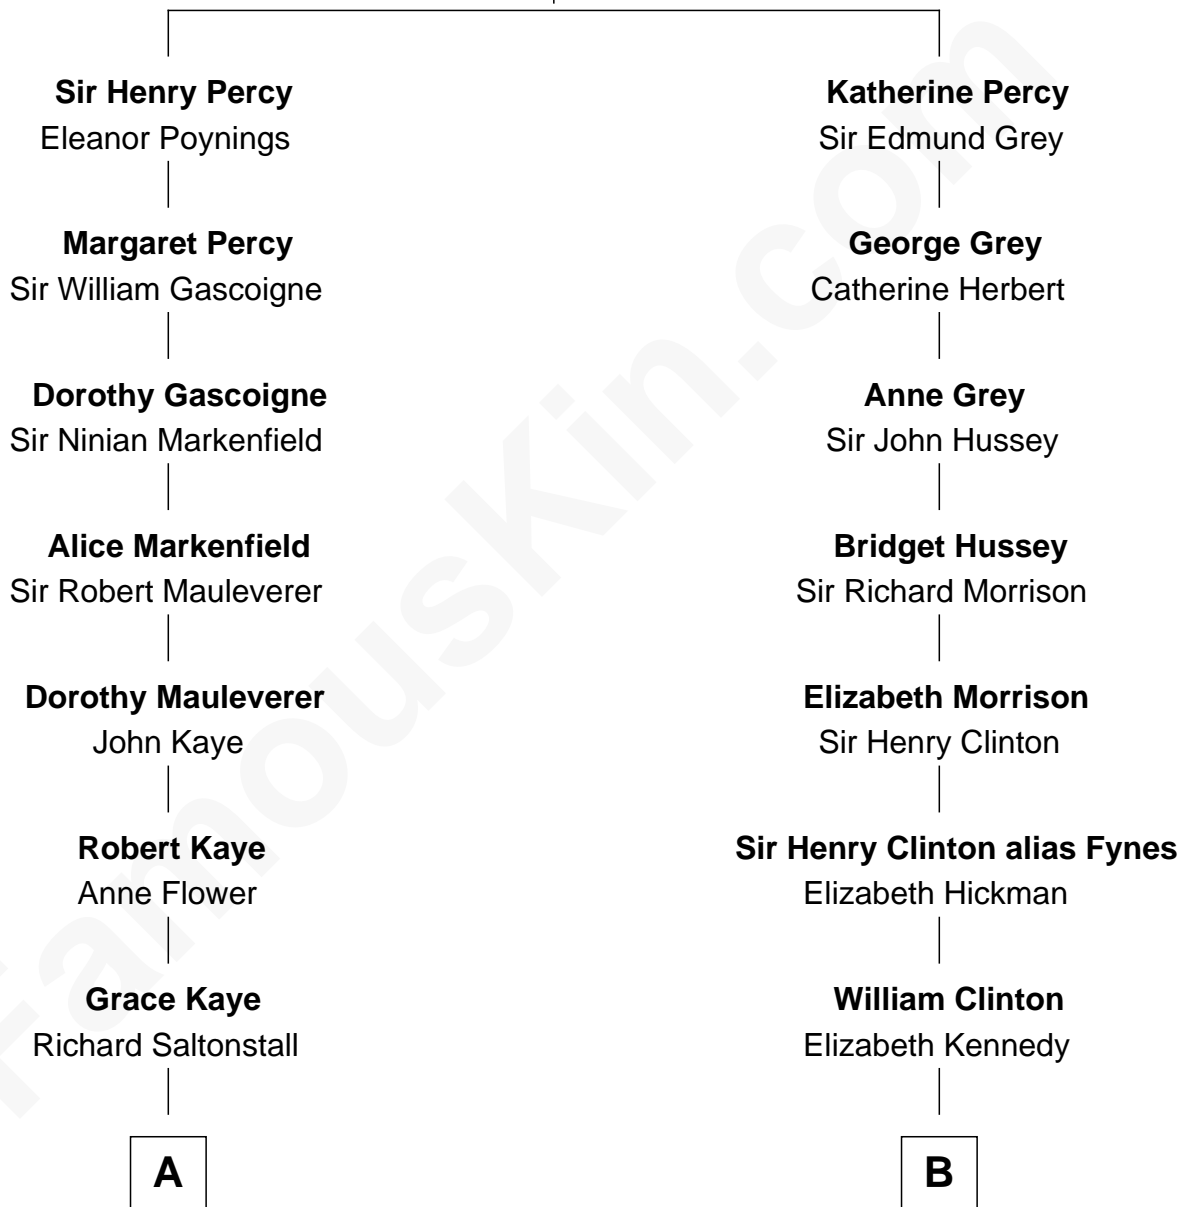 Sir Henry Percy
Eleanor Poynings
Margaret Percy
Sir William Gascoigne
Dorothy Gascoigne
Sir Ninian Markenfield
Alice Markenfield
Sir Robert Mauleverer
Dorothy Mauleverer
John Kaye
Robert Kaye
Anne Flower
Grace Kaye
Richard Saltonstall
A
Katherine Percy
Sir Edmund Grey
George Grey
Catherine Herbert
Anne Grey
Sir John Hussey
Bridget Hussey
Sir Richard Morrison
Elizabeth Morrison
Sir Henry Clinton
Sir Henry Clinton alias Fynes
Elizabeth Hickman
William Clinton
Elizabeth Kennedy
B
FamousKin.com